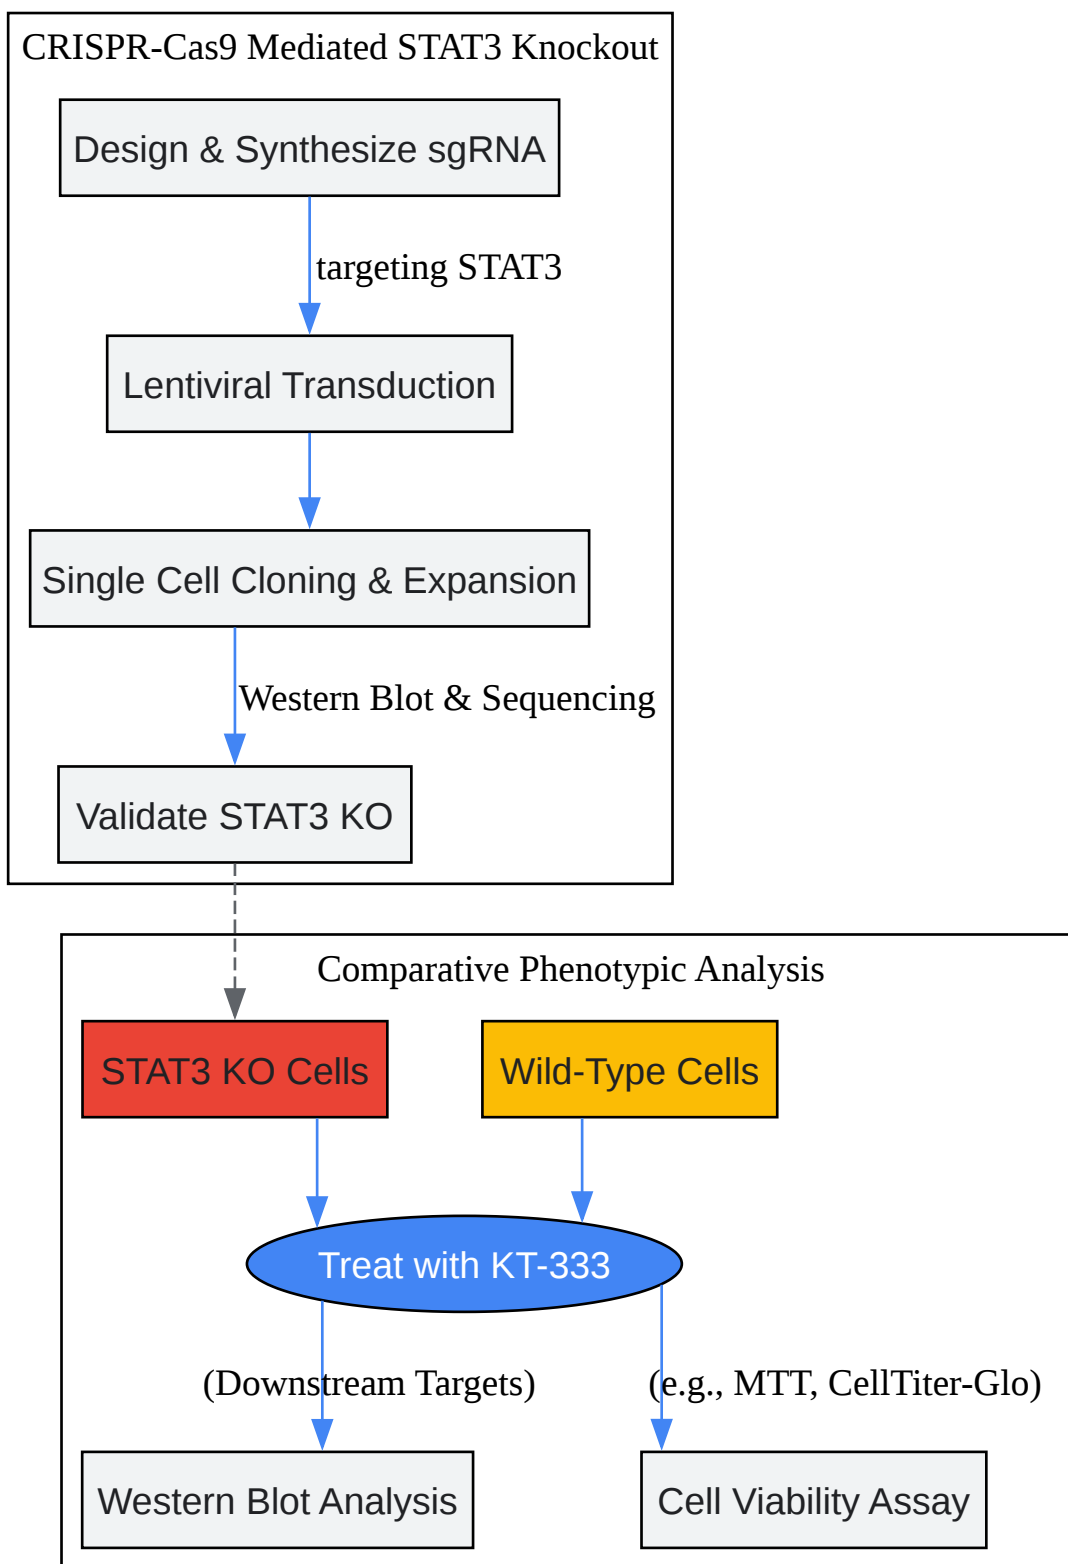 CRISPR-Cas9 Mediated STAT3 Knockout
Design & Synthesize sgRNA
targeting STAT3
Lentiviral Transduction
Single Cell Cloning & Expansion
Western Blot & Sequencing
Validate STAT3 KO
Comparative Phenotypic Analysis
STAT3 KO Cells
Wild-Type Cells
Treat with KT-333
(Downstream Targets)
(e.g., MTT, CellTiter-Glo)
Western Blot Analysis
Cell Viability Assay